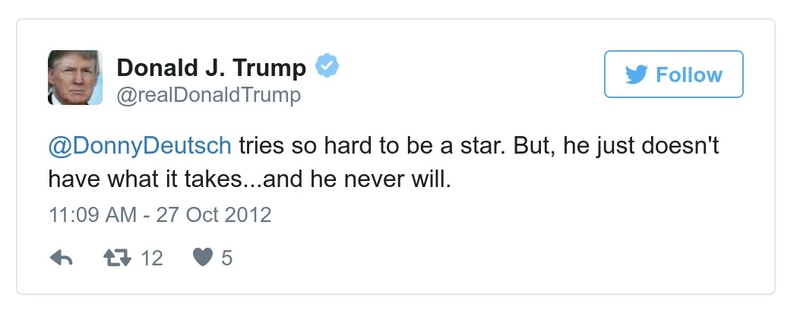 Donald J. Trump
@realDonaldTrump
Follow
@DonnyDeutsch tries so hard to be a star. But, he just doesn't
have what it takes...and he never will.
11:09 AM - 27 Oct 2012
12 5